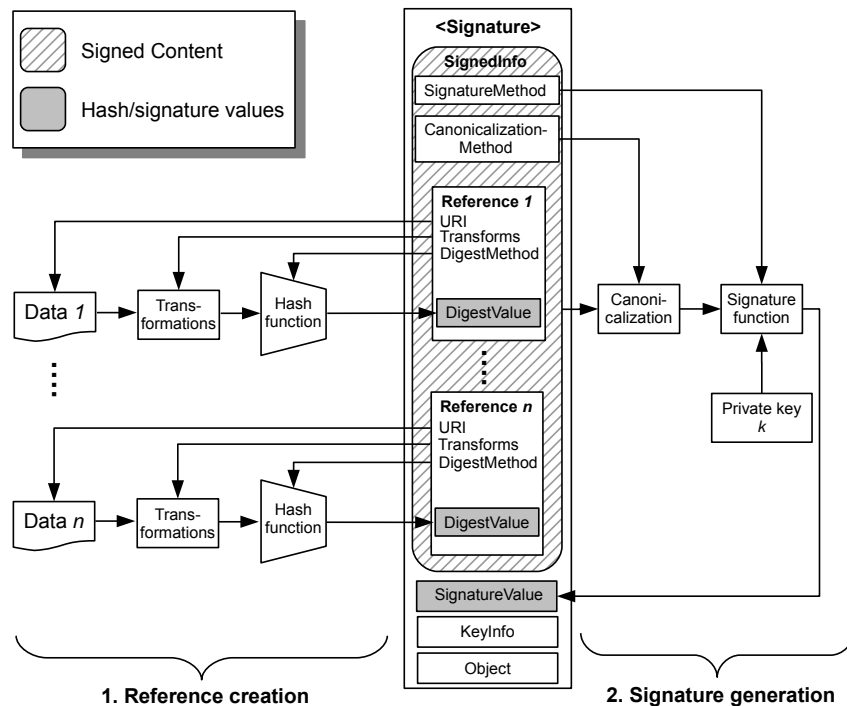 Signed Content
Hash/signature values
<Signature>
SignedInfo
SignatureMethod
Canonicalization-
Method
Reference 1
URI
Transforms
DigestMethod
DigestValue
Data 1
Trans-
formations
Hash
function
Canoni-
calization
Signature
function
Private key
k
Reference n
URI
Transforms
DigestMethod
DigestValue
Data n
Trans-
formations
Hash
function
SignatureValue
KeyInfo
Object
1. Reference creation
2. Signature generation